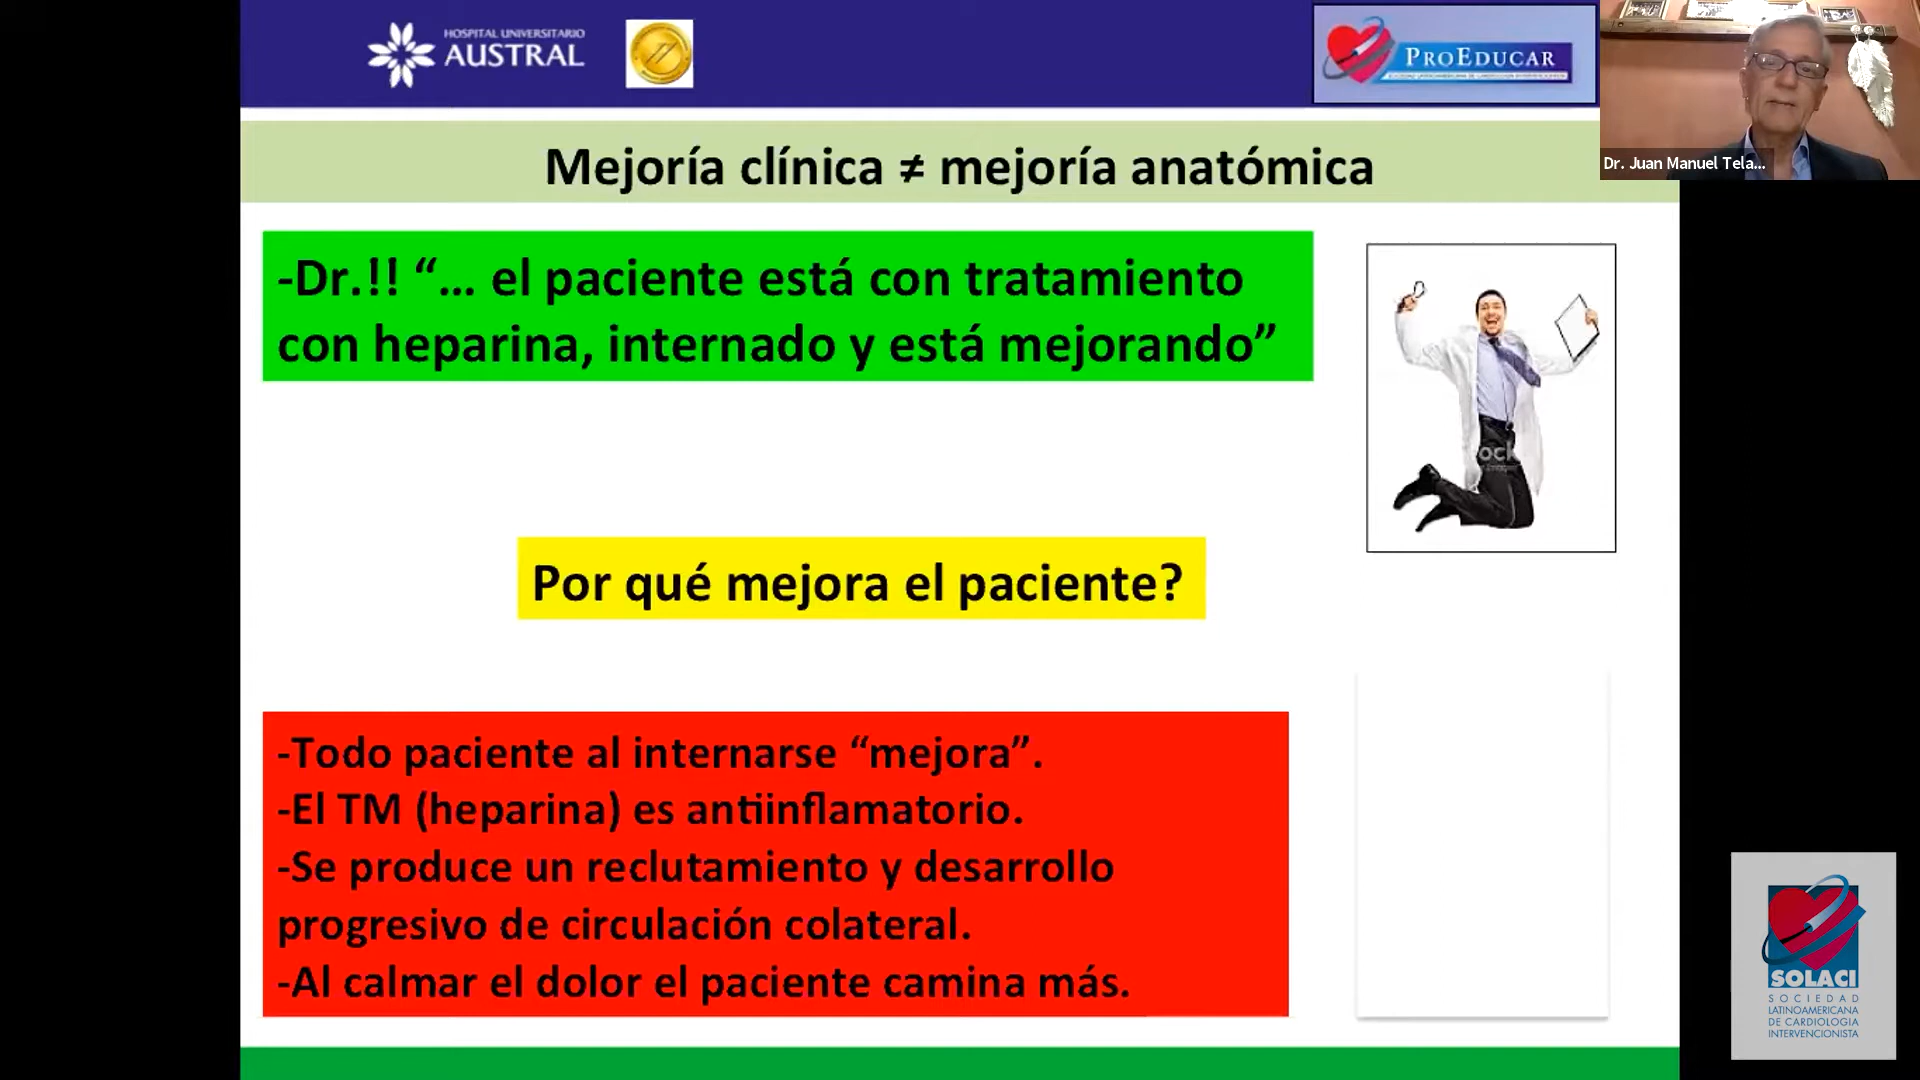 HOSPITAL UNIVERSITARIO
AUSTRAL
PROEDUCAR
Dr. Juan Manuel Tela...
Mejoría clínica ≠ mejoría anatómica
-Dr.!! “... el paciente está con tratamiento
con heparina, internado y está mejorando”
Por qué mejora el paciente?
-Todo paciente al internarse “mejora”.
-El TM (heparina) es antiinflamatorio.
-Se produce un reclutamiento y desarrollo
progresivo de circulación colateral.
-Al calmar el dolor el paciente camina más.
SOLACI
SOCIEDAD
LATINOAMERICANA
DE CARDIOLOGIA
INTERVENCIONISTA